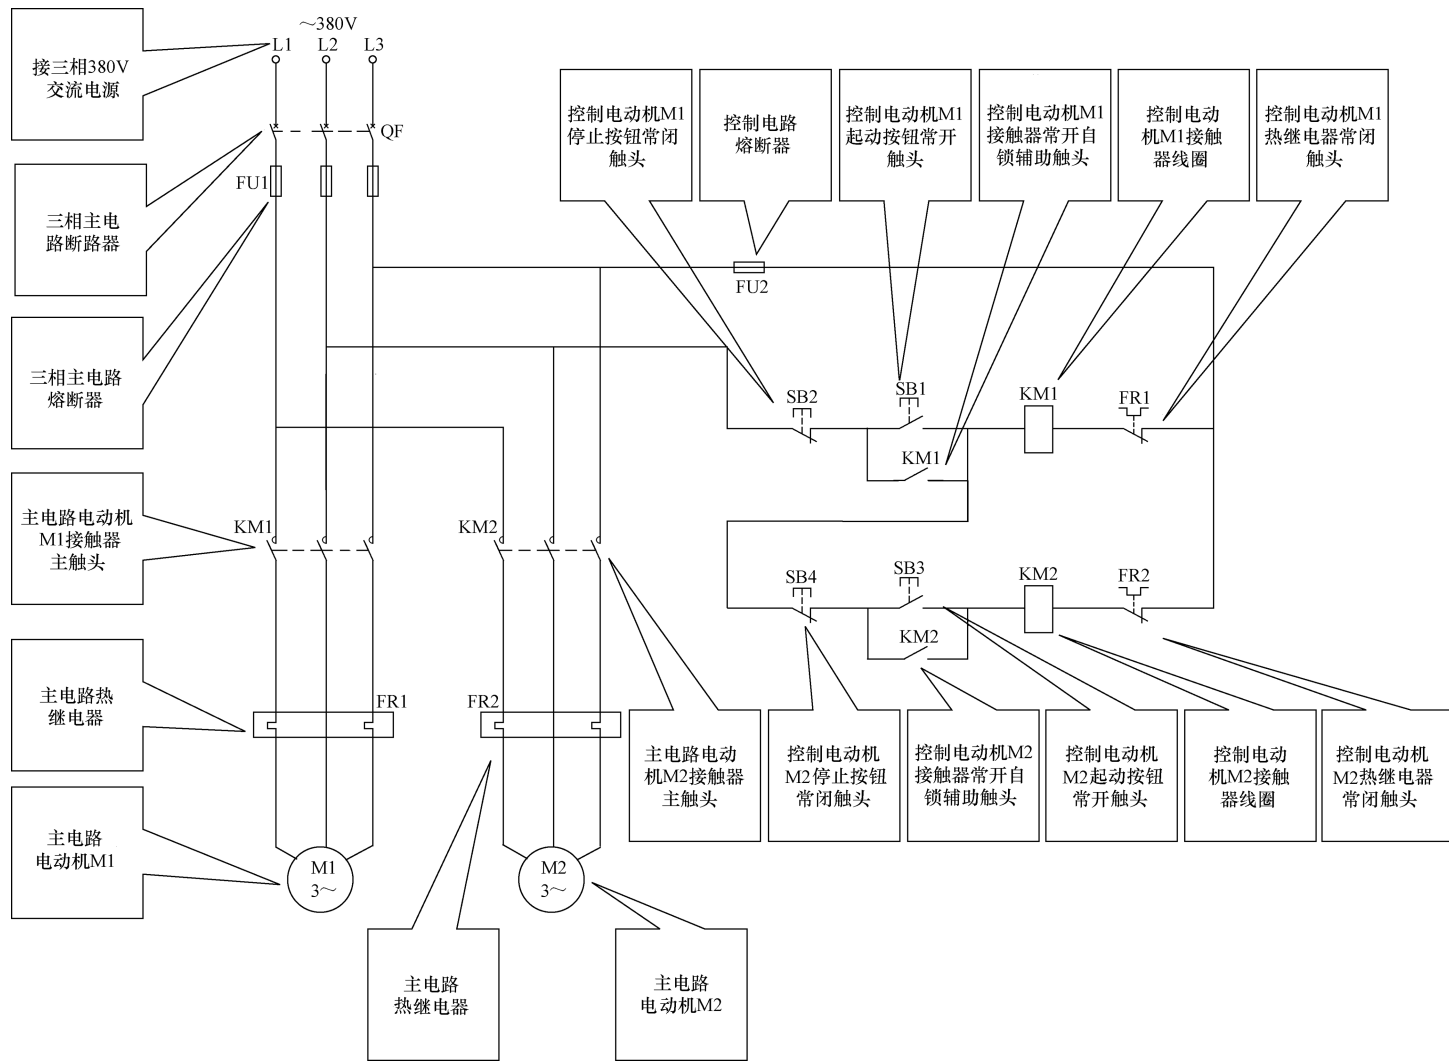 ～380V
L1 L2 L3
接三相380V
交流电源
QF
FU1
三相主电
路断路器
三相主电路
熔断器
控制电动机M1
停止按钮常闭
触头
控制电路
熔断器
控制电动机M1
起动按钮常开
触头
控制电动机M1
接触器常开自
锁辅助触头
控制电动
机M1接触
器线圈
控制电动机M1
热继电器常闭
触头
FU2
SB2
SB1
KM1
FR1
KM1
主电路电动机
M1接触器
主触头
KM1
KM2
SB4
SB3
KM2
FR2
KM2
主电路热
继电器
FR1
FR2
主电路电动
机M2接触器
主触头
控制电动机
M2停止按钮
常闭触头
控制电动机M2
接触器常开自
锁辅助触头
控制电动机
M2起动按钮
常开触头
控制电动
机M2接触
器线圈
控制电动机
M2热继电器
常闭触头
主电路
电动机M1
M1
3～
M2
3～
主电路
热继电器
主电路
电动机M2